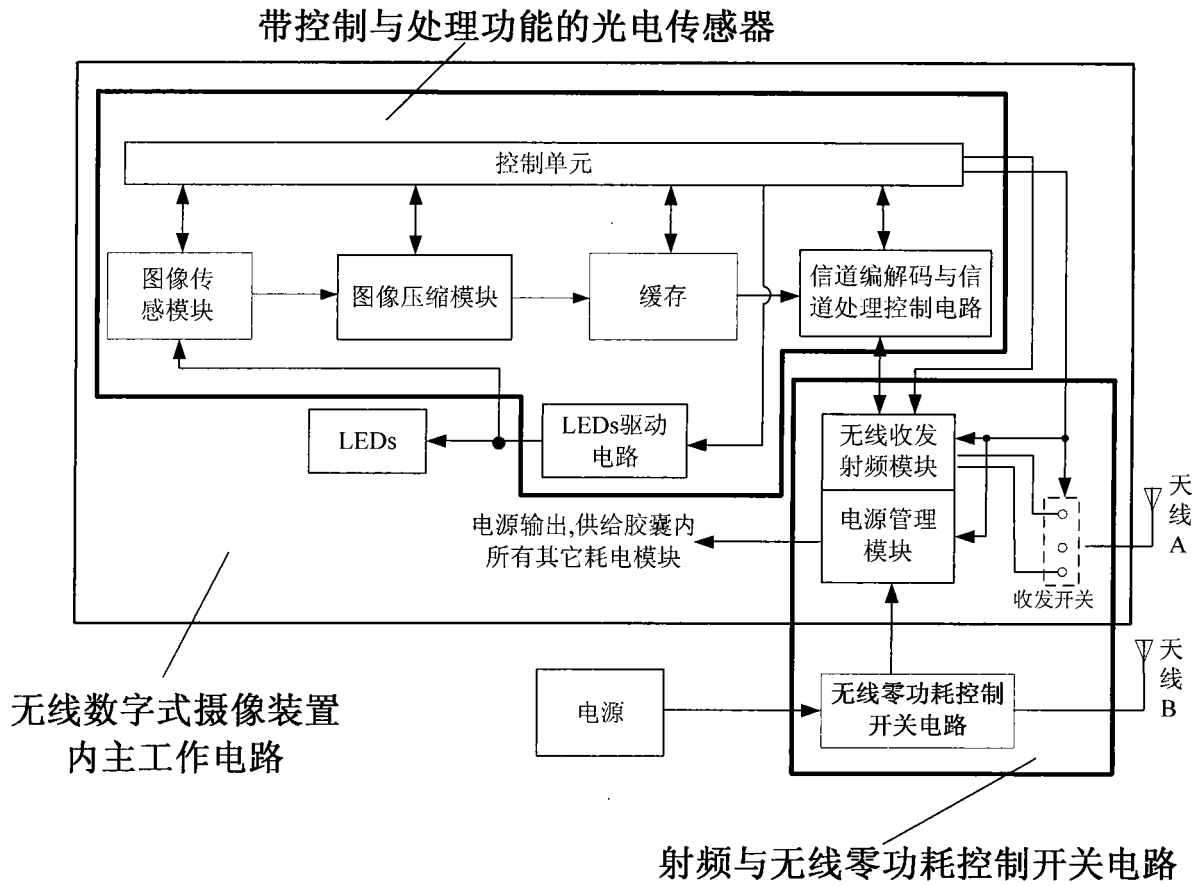 带控制与处理功能的光电传感器
控制单元
图像传
感模块
图像压缩模块
缓存
信道编解码与信
道处理控制电路
LEDs
LEDs驱动
电路
无线收发
射频模块
电源管理
模块
电源输出,供给胶囊内
所有其它耗电模块
收发开关
天
线
A
无线数字式摄像装置
内主工作电路
电源
无线零功耗控制
开关电路
天
线
B
射频与无线零功耗控制开关电路